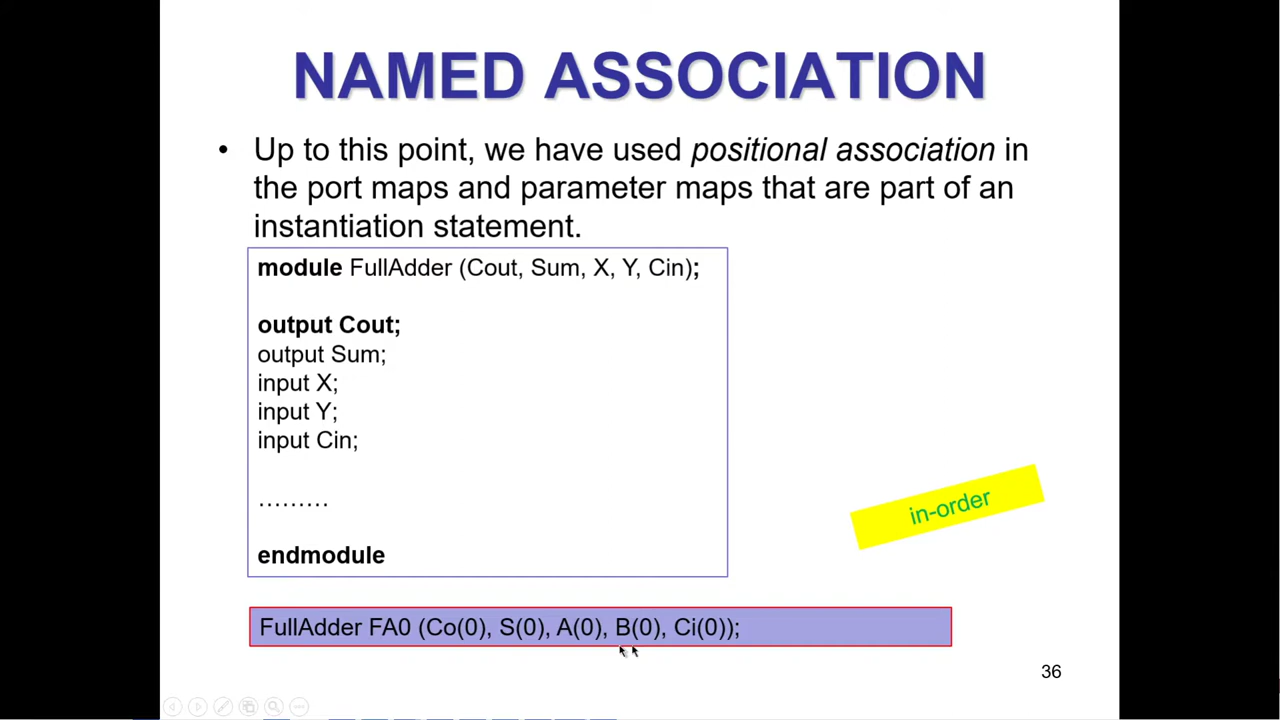 NAMED ASSOCIATION
• Up to this point, we have used positional association in
the port maps and parameter maps that are part of an
instantiation statement.
module FullAdder (Cout, Sum, X, Y, Cin);
output Cout;
output Sum;
input X;
input Y;
input Cin;
………
endmodule
in-order
FullAdder FA0 (Co(0), S(0), A(0), B(0), Ci(0));
36